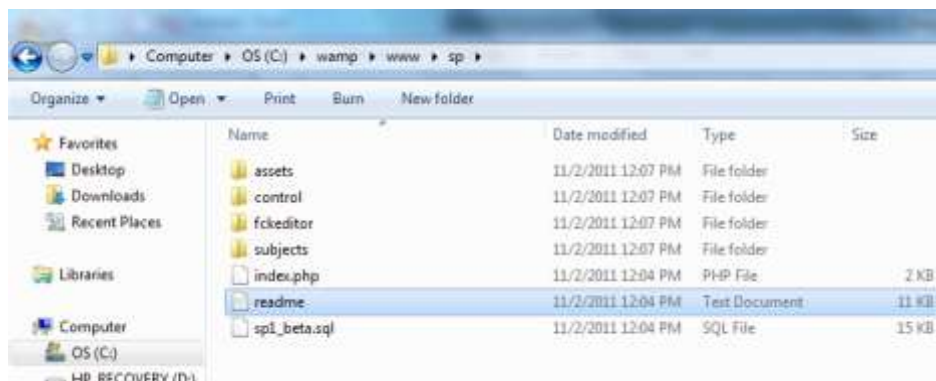 Computer ▸ OS (C:) ▸ wamp ▸ www ▸ sp ▸
Organize Open Print Burn New folder
Name Date modified Type Size
Favorites
Desktop
Downloads
Recent Places
Libraries
Computer
OS (C:)
HP_RECOVERY (D:)
assets 11/2/2011 12:07 PM File folder
control 11/2/2011 12:07 PM File folder
fckeditor 11/2/2011 12:07 PM File folder
subjects 11/2/2011 12:07 PM File folder
index.php 11/2/2011 12:04 PM PHP File 2 KB
readme 11/2/2011 12:04 PM Text Document 11 KB
sp1_beta.sql 11/2/2011 12:04 PM SQL File 15 KB